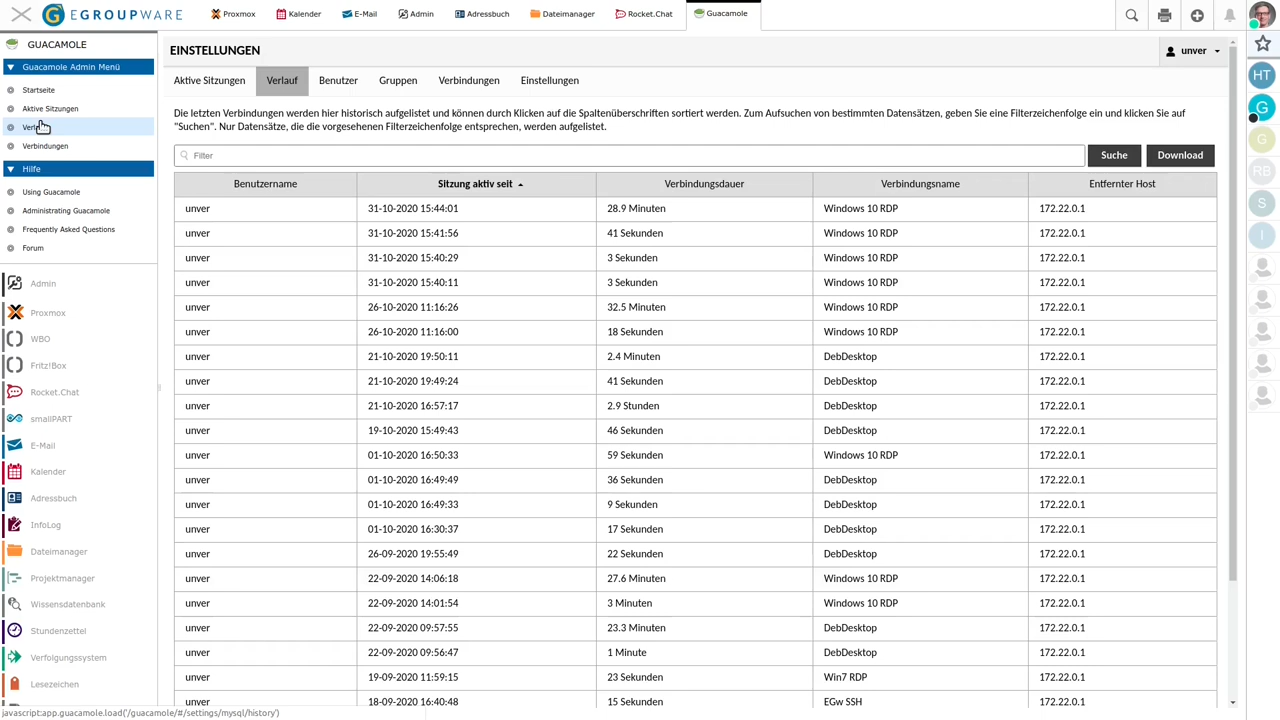 EGROUPWARE
Proxmox
Kalender
E-Mail
Admin
Adressbuch
Dateimanager
Rocket.Chat
Guacamole
GUACAMOLE
Guacamole Admin Menü
Startseite
Aktive Sitzungen
Verbindungen
Hilfe
Using Guacamole
Administrating Guacamole
Frequently Asked Questions
Forum
Admin
Proxmox
WBO
Fritz!Box
Rocket.Chat
smallPART
E-Mail
Kalender
Adressbuch
InfoLog
Dateimanager
Projektmanager
Wissensdatenbank
Stundenzettel
Verfolgungssystem
Lesezeichen
EINSTELLUNGEN
unver
Aktive Sitzungen Verlauf Benutzer Gruppen Verbindungen Einstellungen
Die letzten Verbindungen werden hier historisch aufgelistet und können durch Klicken auf die Spaltenüberschriften sortiert werden. Zum Aufsuchen von bestimmten Datensätzen, geben Sie eine Filterzeichenfolge ein und klicken Sie auf
"Suchen". Nur Datensätze, die die vorgesehenen Filterzeichenfolge entsprechen, werden aufgelistet.
Filter Suche Download
Benutzername Sitzung aktiv seit Verbindungsdauer Verbindungsname Entfernter Host
unver 31-10-2020 15:44:01 28.9 Minuten Windows 10 RDP 172.22.0.1
unver 31-10-2020 15:41:56 41 Sekunden Windows 10 RDP 172.22.0.1
unver 31-10-2020 15:40:29 3 Sekunden Windows 10 RDP 172.22.0.1
unver 31-10-2020 15:40:11 3 Sekunden Windows 10 RDP 172.22.0.1
unver 26-10-2020 11:16:26 32.5 Minuten Windows 10 RDP 172.22.0.1
unver 26-10-2020 11:16:00 18 Sekunden Windows 10 RDP 172.22.0.1
unver 21-10-2020 19:50:11 2.4 Minuten DebDesktop 172.22.0.1
unver 21-10-2020 19:49:24 41 Sekunden DebDesktop 172.22.0.1
unver 21-10-2020 16:57:17 2.9 Stunden DebDesktop 172.22.0.1
unver 19-10-2020 15:49:43 46 Sekunden DebDesktop 172.22.0.1
unver 01-10-2020 16:50:33 59 Sekunden Windows 10 RDP 172.22.0.1
unver 01-10-2020 16:49:49 36 Sekunden DebDesktop 172.22.0.1
unver 01-10-2020 16:49:33 9 Sekunden DebDesktop 172.22.0.1
unver 01-10-2020 16:30:37 17 Sekunden DebDesktop 172.22.0.1
unver 26-09-2020 19:55:49 22 Sekunden DebDesktop 172.22.0.1
unver 22-09-2020 14:06:18 27.6 Minuten Windows 10 RDP 172.22.0.1
unver 22-09-2020 14:01:54 3 Minuten Windows 10 RDP 172.22.0.1
unver 22-09-2020 09:57:55 23.3 Minuten DebDesktop 172.22.0.1
unver 22-09-2020 09:56:47 1 Minute DebDesktop 172.22.0.1
unver 19-09-2020 11:59:15 23 Sekunden Win7 RDP 172.22.0.1
unver 18-09-2020 16:40:48 15 Sekunden EGw SSH 172.22.0.1
HT
G
G
RB
S
I
javascript:app.guacamole.load('/guacamole/#/settings/mysql/history')